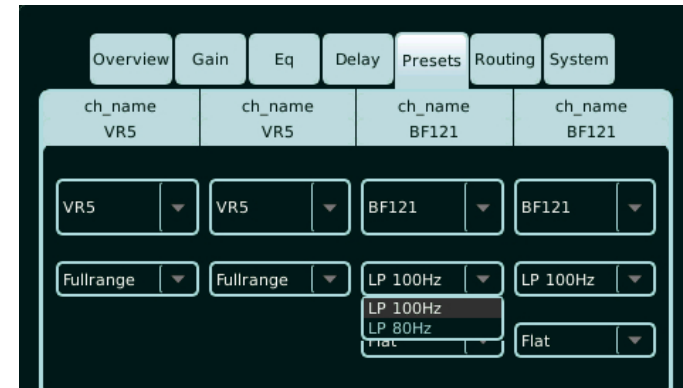 Overview Gain Eq Delay Presets Routing System
ch_name ch_name ch_name ch_name
VR5 VR5 BF121 BF121
VR5 VR5 BF121 BF121
Fullrange Fullrange LP 100Hz LP 100Hz
LP 100Hz
LP 80Hz
Flat Flat